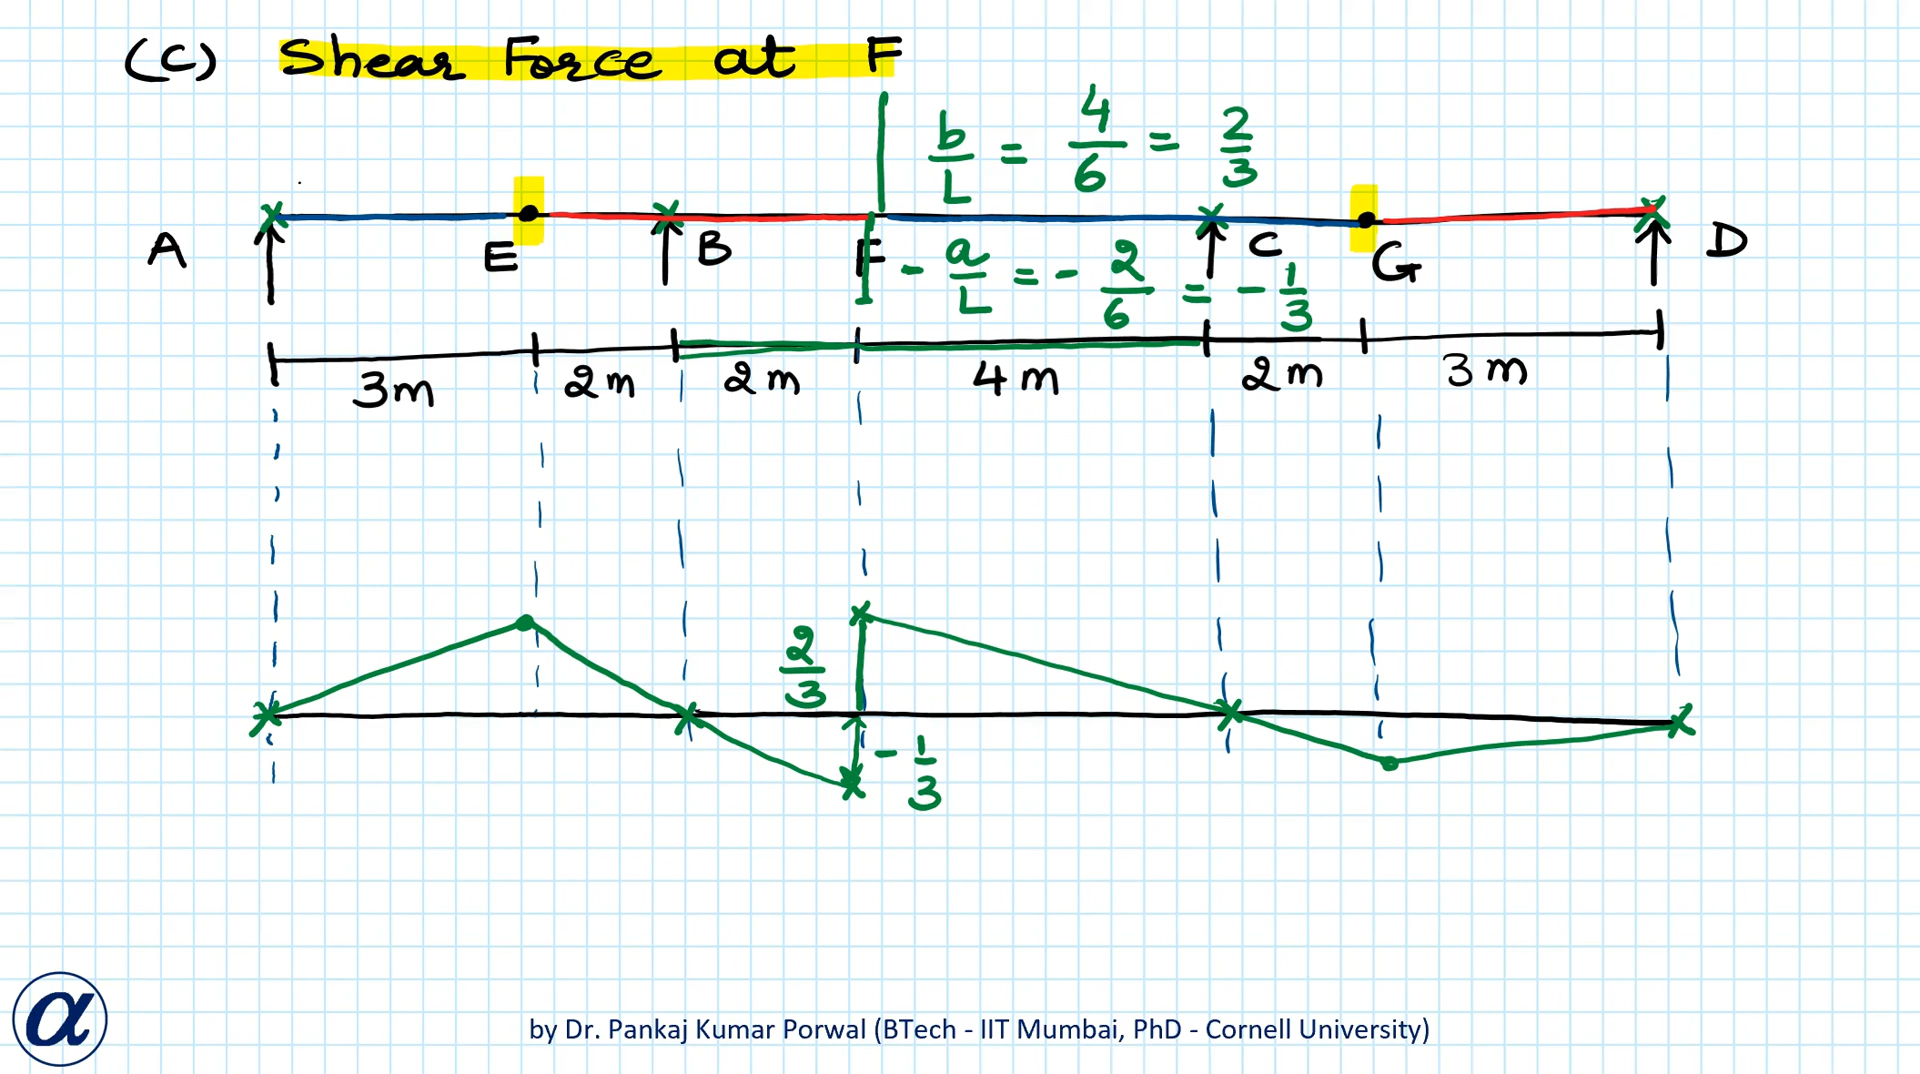 (C) Shear Force at F
b/L = 4/6 = 2/3
A E B F C G D
- a/L = - 2/6 = - 1/3
3m 2m 2m 4m 2m 3m
2/3
- 1/3
α
by Dr. Pankaj Kumar Porwal (BTech - IIT Mumbai, PhD - Cornell University)